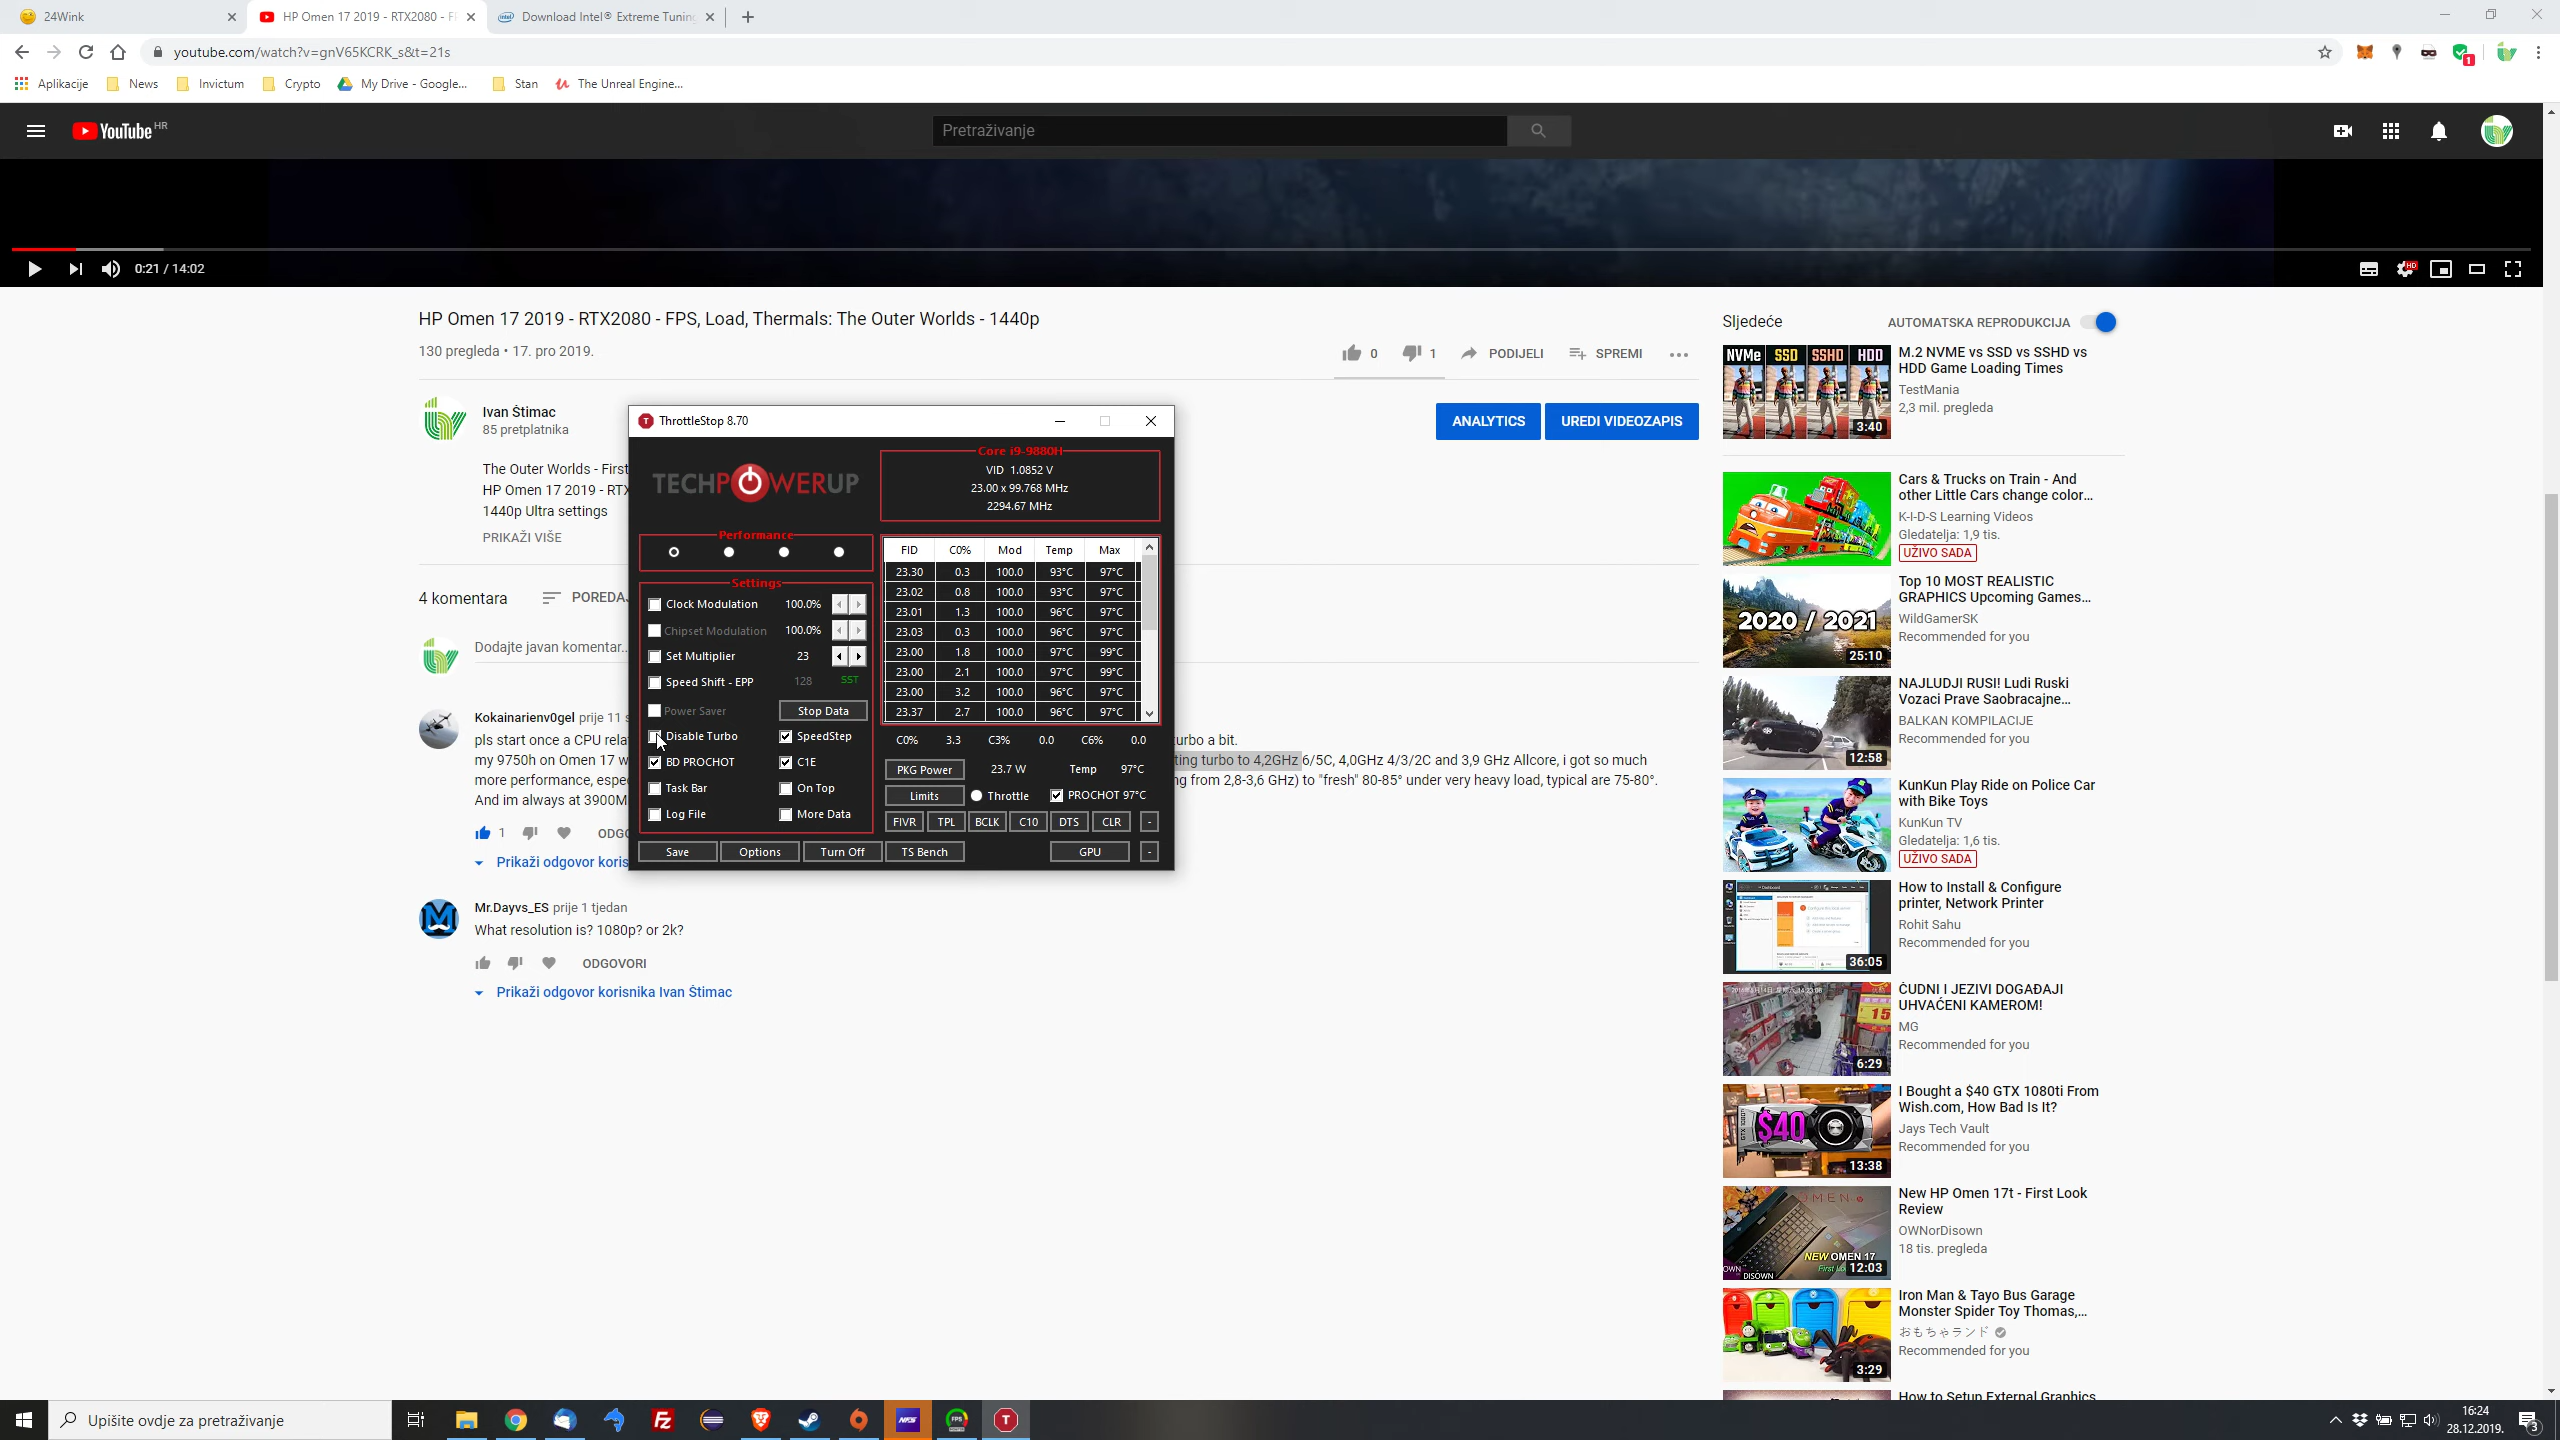 24Wink
HP Omen 17 2019 - RTX2080 - F
Download Intel® Extreme Tuning
youtube.com/watch?v=gnV65KCRK_s&t=21s
Aplikacije
News
Invictum
Crypto
My Drive - Google...
Stan
The Unreal Engine...
YouTube HR
Pretraživanje
0:21 / 14:02
HP Omen 17 2019 - RTX2080 - FPS, Load, Thermals: The Outer Worlds - 1440p
130 pregleda • 17. pro 2019.
0
1
PODIJELI
SPREMI
Ivan Štimac
85 pretplatnika
ANALYTICS
UREDI VIDEOZAPIS
The Outer Worlds - First
HP Omen 17 2019 - RTX
1440p Ultra settings
PRIKAŽI VIŠE
4 komentara
POREDAJ
Dodajte javan komentar...
Kokainarienv0gel prije 11 s
pls start once a CPU rela
turbo a bit.
my 9750h on Omen 17 w
ting turbo to 4,2GHz 6/5C, 4,0GHz 4/3/2C and 3,9 GHz Allcore, i got so much
more performance, espe
g from 2,8-3,6 GHz) to "fresh" 80-85° under very heavy load, typical are 75-80°.
And im always at 3900M
1
ODGO
Prikaži odgovor koris
Mr.Dayvs_ES prije 1 tjedan
What resolution is? 1080p? or 2k?
ODGOVORI
Prikaži odgovor korisnika Ivan Štimac
ThrottleStop 8.70
TECHPOWERUP
Core i9-9880H
VID 1.0852 V
23.00 x 99.768 MHz
2294.67 MHz
Performance
Settings
Clock Modulation 100.0%
Chipset Modulation 100.0%
Set Multiplier 23
Speed Shift - EPP 128 SST
Power Saver
Stop Data
Disable Turbo
SpeedStep
BD PROCHOT
C1E
Task Bar
On Top
Log File
More Data
Save
Options
Turn Off
TS Bench
GPU
-
FID C0% Mod Temp Max
23.30 0.3 100.0 93°C 97°C
23.02 0.8 100.0 93°C 97°C
23.01 1.3 100.0 96°C 97°C
23.03 0.3 100.0 96°C 97°C
23.00 1.8 100.0 97°C 99°C
23.00 2.1 100.0 97°C 99°C
23.00 3.2 100.0 96°C 97°C
23.37 2.7 100.0 96°C 97°C
C0% 3.3 C3% 0.0 C6% 0.0
PKG Power 23.7 W Temp 97°C
Limits Throttle PROCHOT 97°C
FIVR TPL BCLK C10 DTS CLR -
Sljedeće
AUTOMATSKA REPRODUKCIJA
NVMe SSD SSHD HDD
3:40
M.2 NVME vs SSD vs SSHD vs
HDD Game Loading Times
TestMania
2,3 mil. pregleda
Cars & Trucks on Train - And
other Little Cars change color...
K-I-D-S Learning Videos
Gledatelja: 1,9 tis.
UŽIVO SADA
2020 / 2021
25:10
Top 10 MOST REALISTIC
GRAPHICS Upcoming Games...
WildGamerSK
Recommended for you
12:58
NAJLUDJI RUSI! Ludi Ruski
Vozaci Prave Saobracajne...
BALKAN KOMPILACIJE
Recommended for you
KunKun Play Ride on Police Car
with Bike Toys
KunKun TV
Gledatelja: 1,6 tis.
UŽIVO SADA
36:05
How to Install & Configure
printer, Network Printer
Rohit Sahu
Recommended for you
6:29
ČUDNI I JEZIVI DOGAĐAJI
UHVAĆENI KAMEROM!
MG
Recommended for you
$40
GTX 1080ti
13:38
I Bought a $40 GTX 1080ti From
Wish.com, How Bad Is It?
Jays Tech Vault
Recommended for you
OMEN
NEW OMEN 17
OWN
DISOWN
12:03
New HP Omen 17t - First Look
Review
OWNorDisown
18 tis. pregleda
3:29
Iron Man & Tayo Bus Garage
Monster Spider Toy Thomas,...
おもちゃランド
Recommended for you
How to Setup External Graphics
Upišite ovdje za pretraživanje
NFS
FPS
16:24
28.12.2019.
3